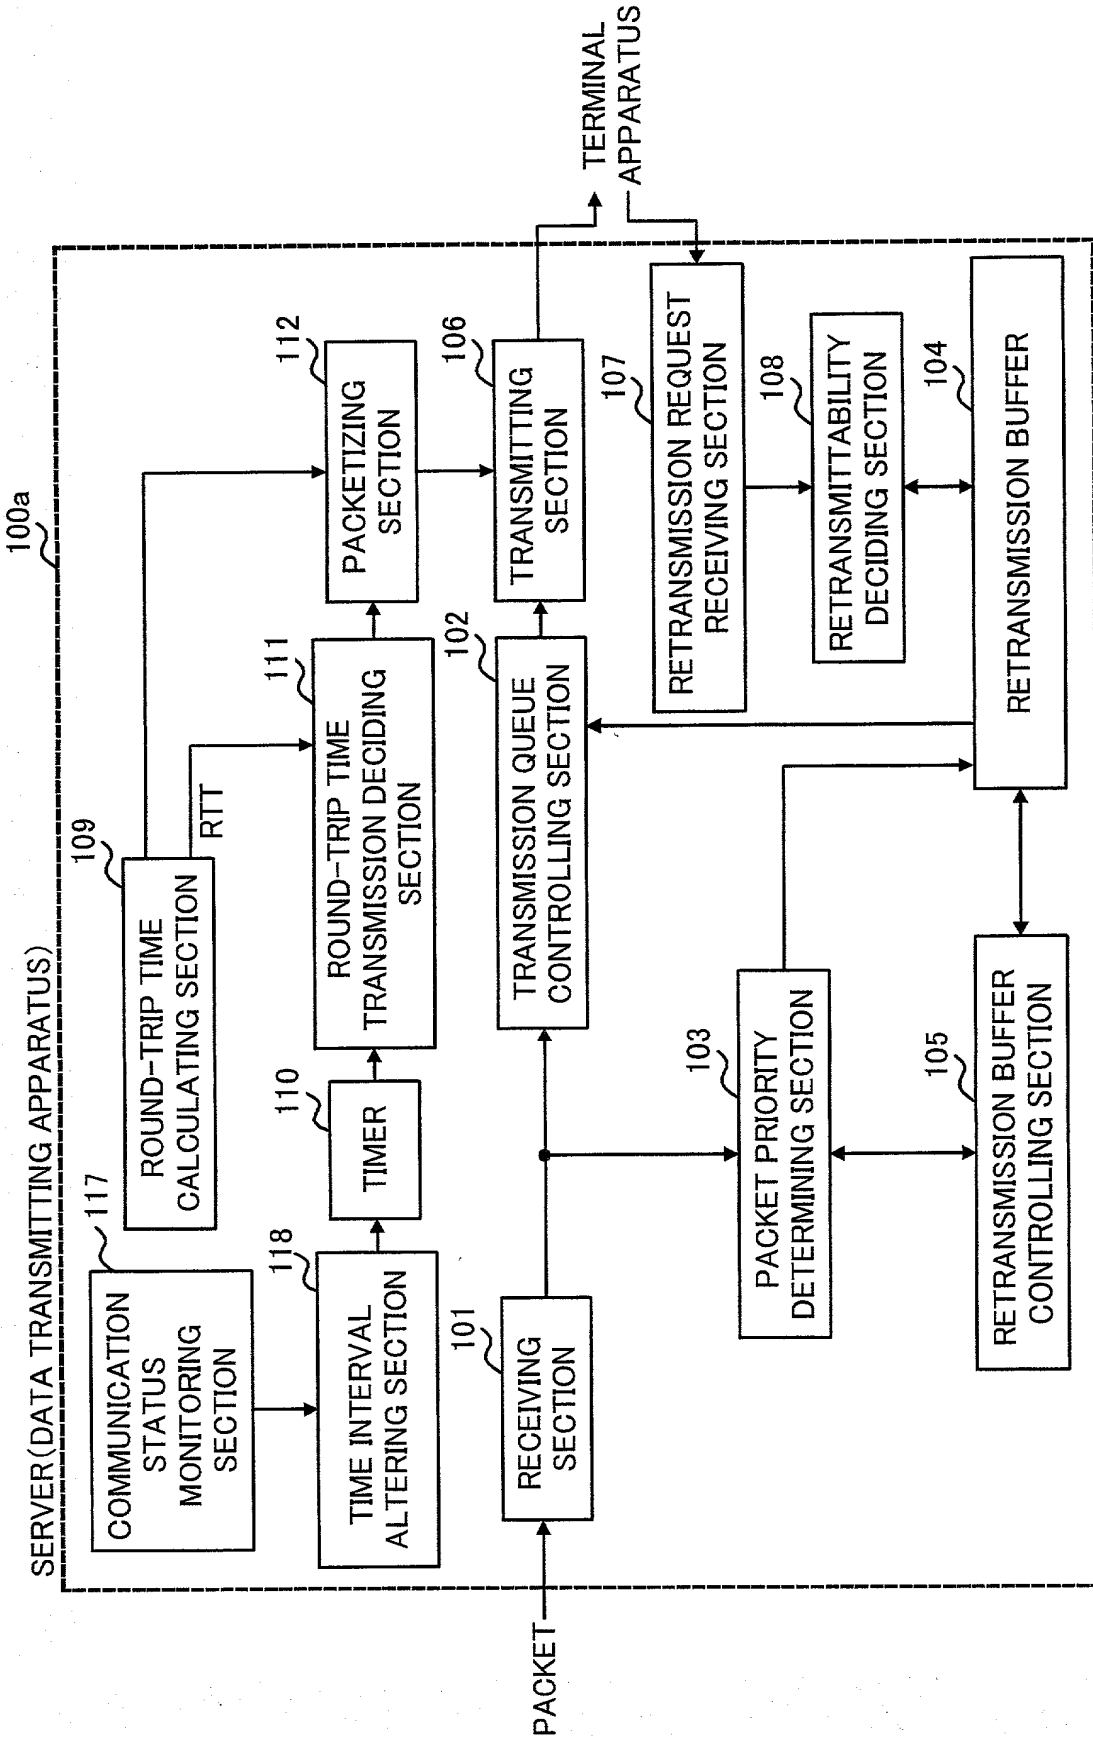 SERVER(DATA TRANSMITTING APPARATUS)
100a
117
COMMUNICATION
STATUS
MONITORING
SECTION
109
ROUND-TRIP TIME
CALCULATING SECTION
RTT
118
TIME INTERVAL
ALTERING SECTION
110
TIMER
111
ROUND-TRIP TIME
TRANSMISSION DECIDING
SECTION
112
PACKETIZING
SECTION
PACKET
101
RECEIVING
SECTION
102
TRANSMISSION QUEUE
CONTROLLING SECTION
106
TRANSMITTING
SECTION
TERMINAL
APPARATUS
103
PACKET PRIORITY
DETERMINING SECTION
107
RETRANSMISSION REQUEST
RECEIVING SECTION
108
RETRANSMITTABILITY
DECIDING SECTION
105
RETRANSMISSION BUFFER
CONTROLLING SECTION
104
RETRANSMISSION BUFFER